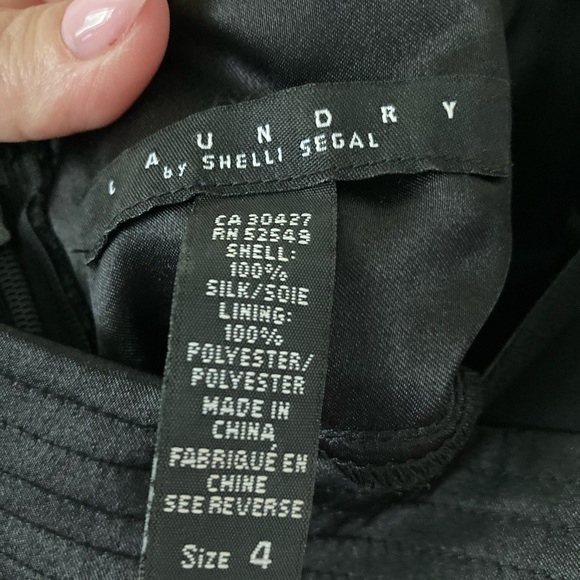 LAUNDRY
by SHELLI SEGAL
CA 30427
RN 52549
SHELL:
100%
SILK/SOIE
LINING:
100%
POLYESTER/
POLYESTER
MADE IN
CHINA
FABRIQUÉ EN
CHINE
SEE REVERSE
Size 4